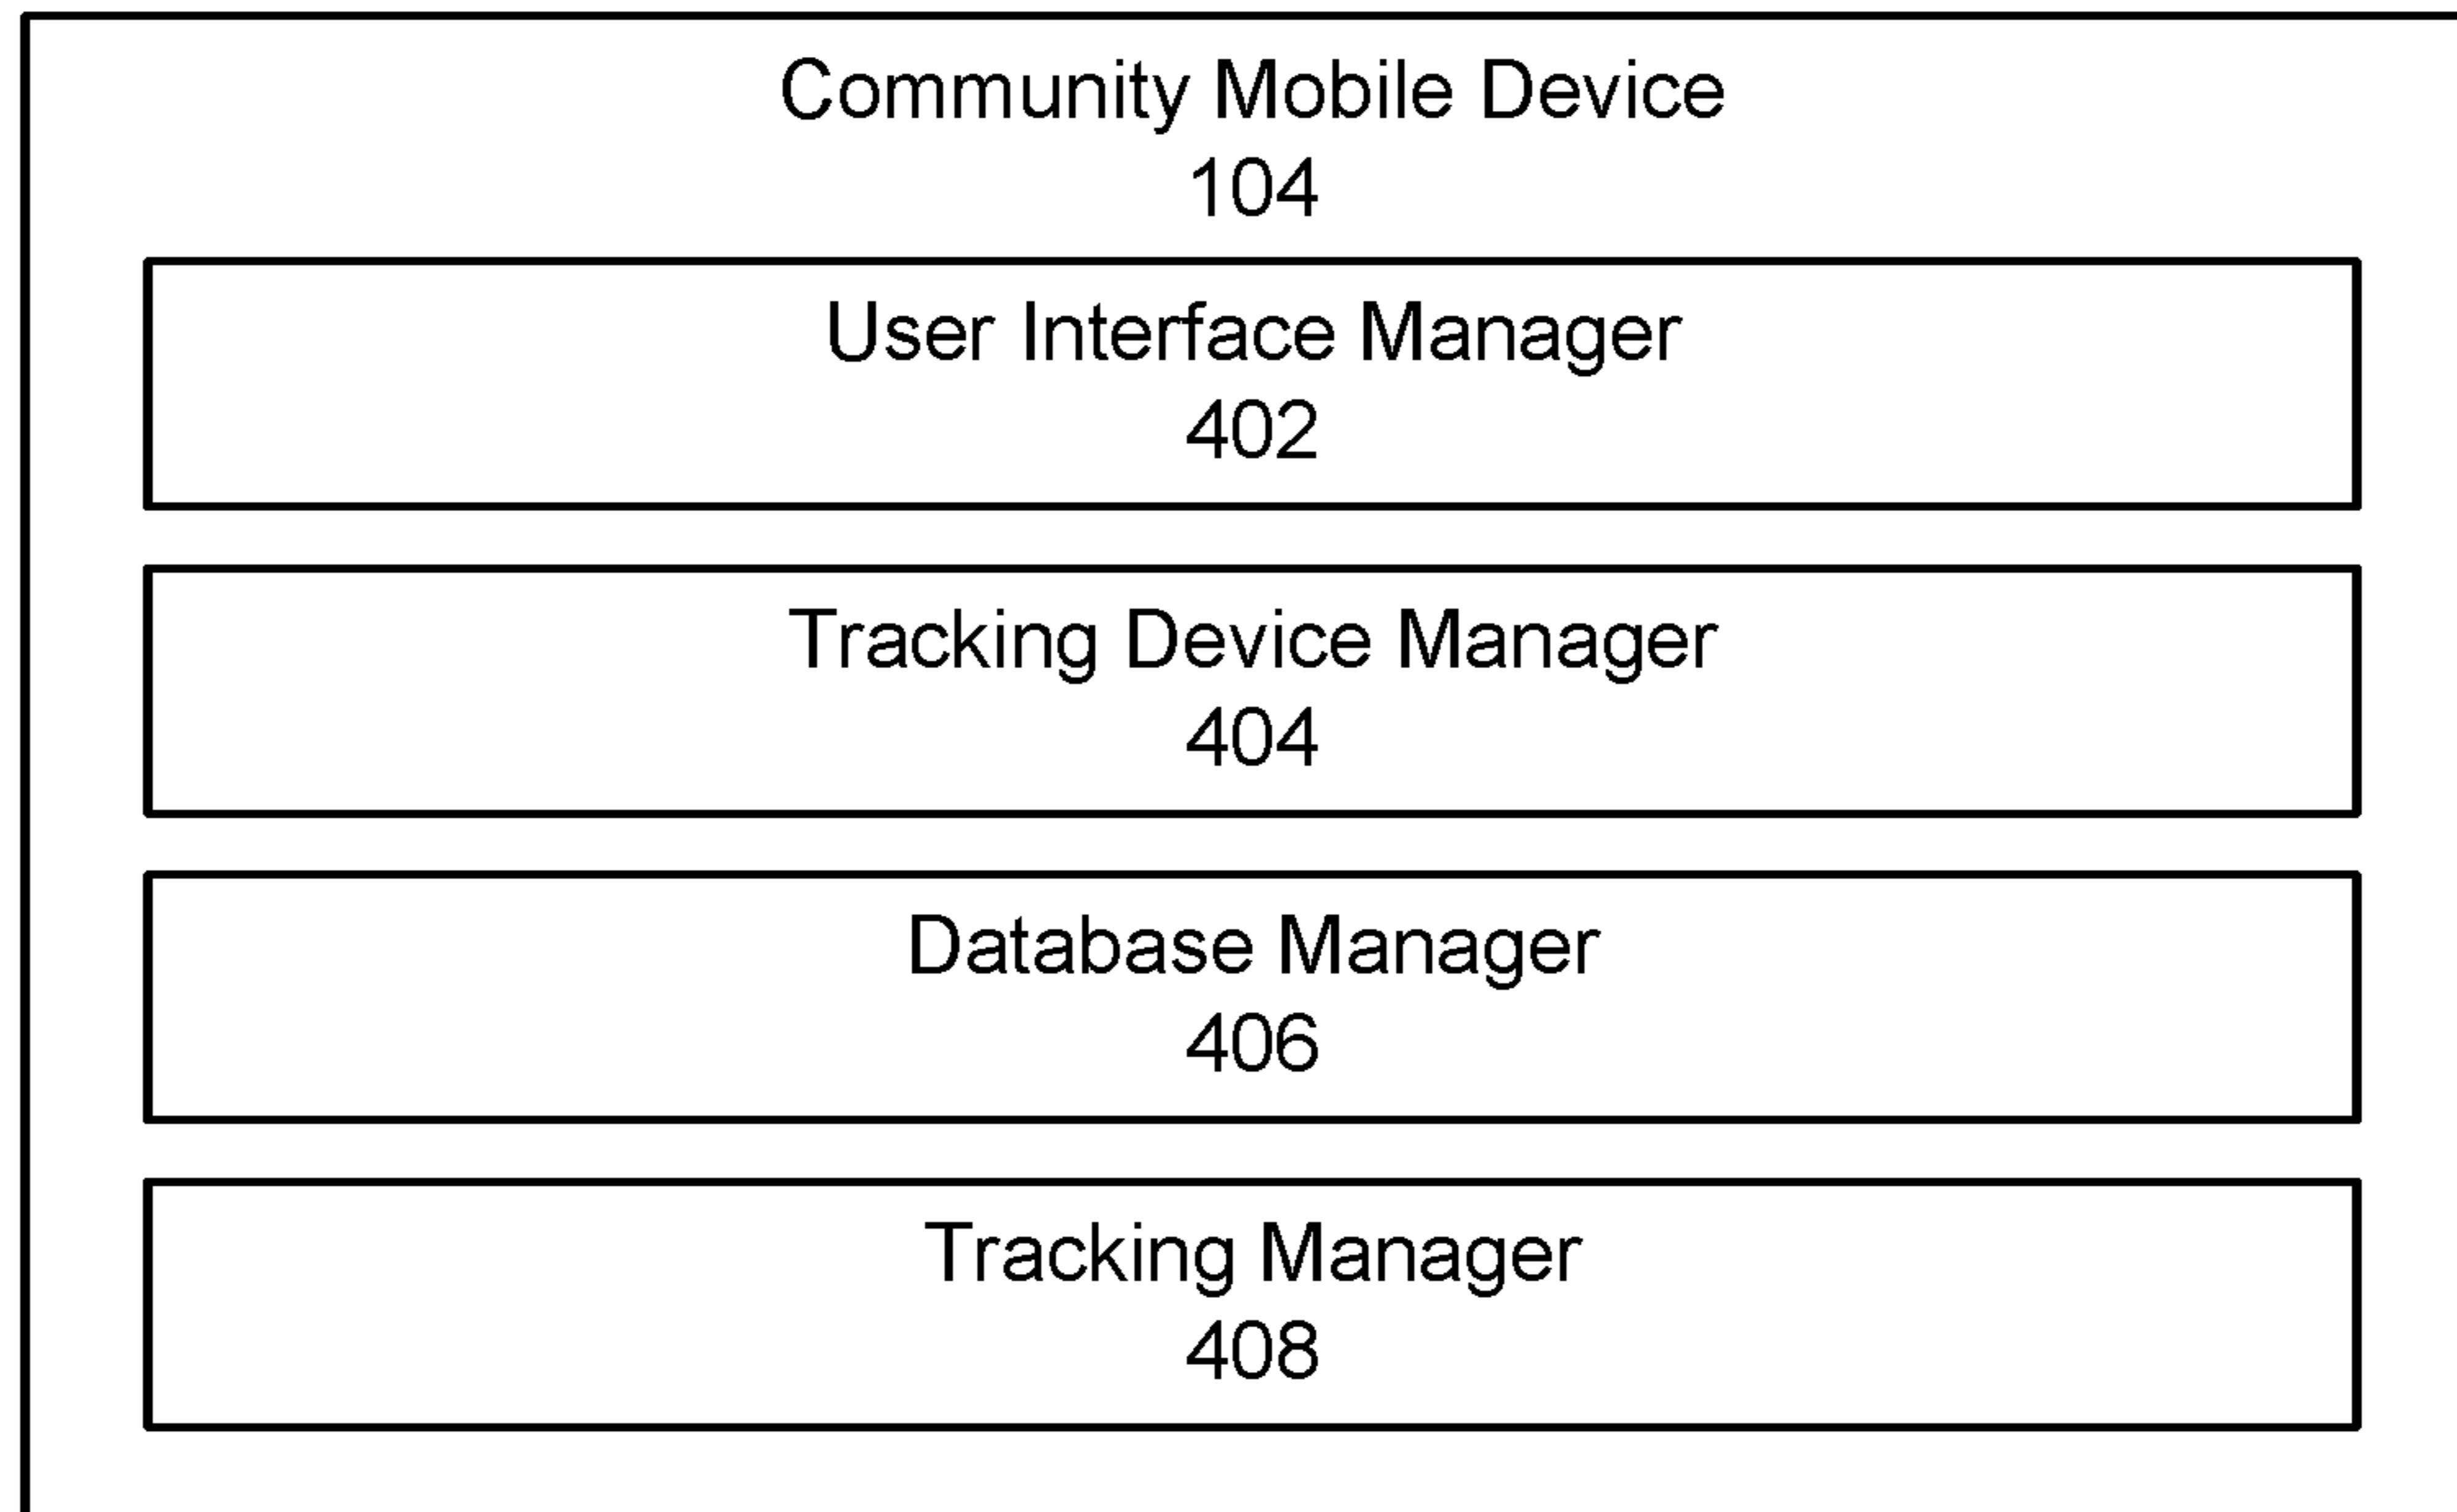 Community Mobile Device
104
User Interface Manager
402
Tracking Device Manager
404
Database Manager
406
Tracking Manager
408